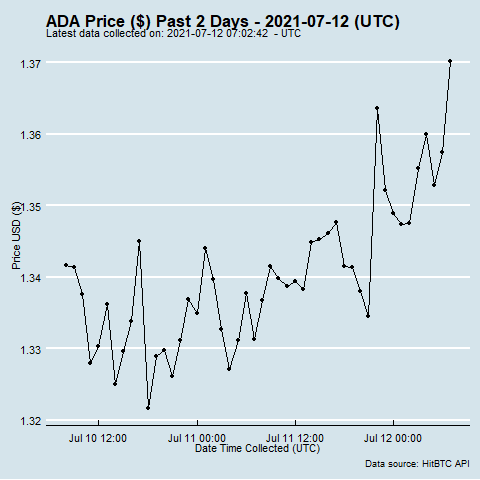 ADA Price ($) Past 2 Days - 2021-07-12 (UTC)
Latest data collected on: 2021-07-12 07:02:42 - UTC
1.37
1.36
1.35
1.34
1.33
1.32
Price USD ($)
Jul 10 12:00 Jul 11 00:00 Jul 11 12:00 Jul 12 00:00
Date Time Collected (UTC)
Data source: HitBTC API